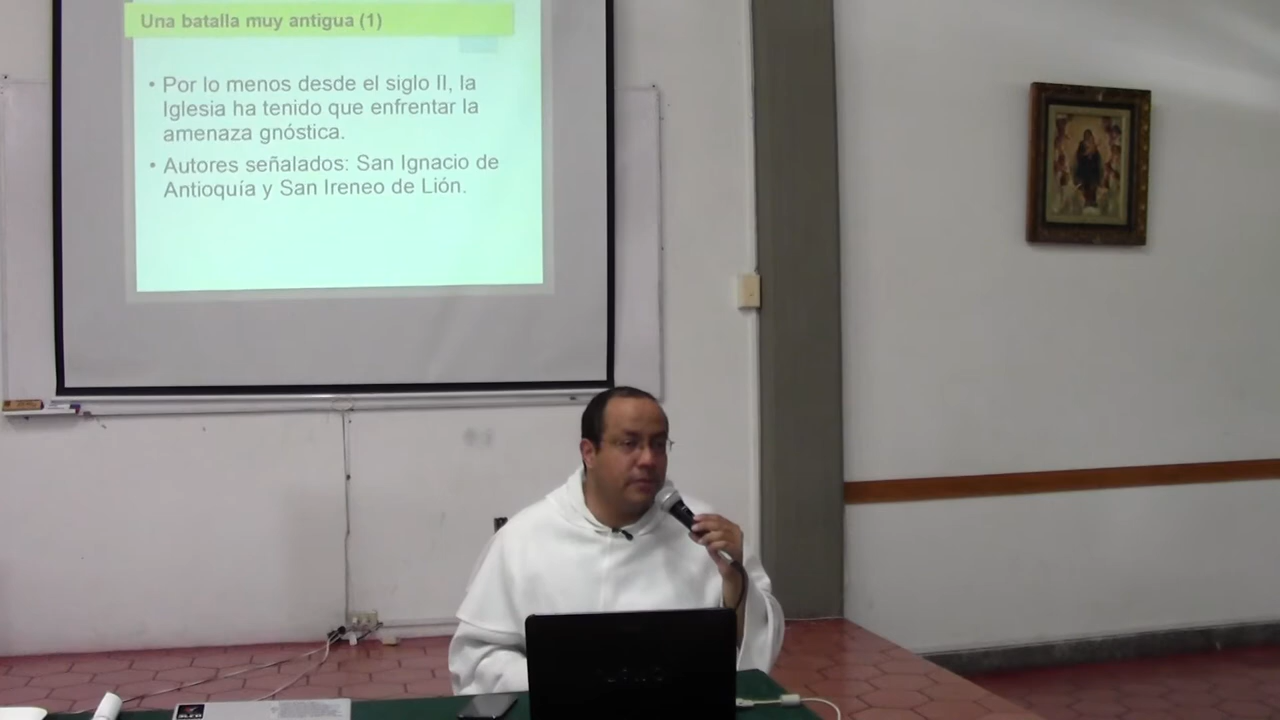 Una batalla muy antigua (1)
• Por lo menos desde el siglo II, la
Iglesia ha tenido que enfrentar la
amenaza gnóstica.
• Autores señalados: San Ignacio de
Antioquía y San Ireneo de Lión.